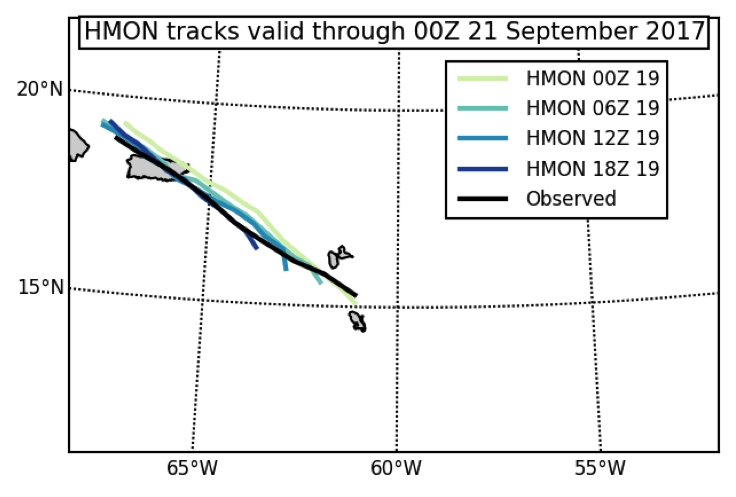 HMON tracks valid through 00Z 21 September 2017
20°N
15°N
65°W
60°W
55°W
HMON 00Z 19
HMON 06Z 19
HMON 12Z 19
HMON 18Z 19
Observed